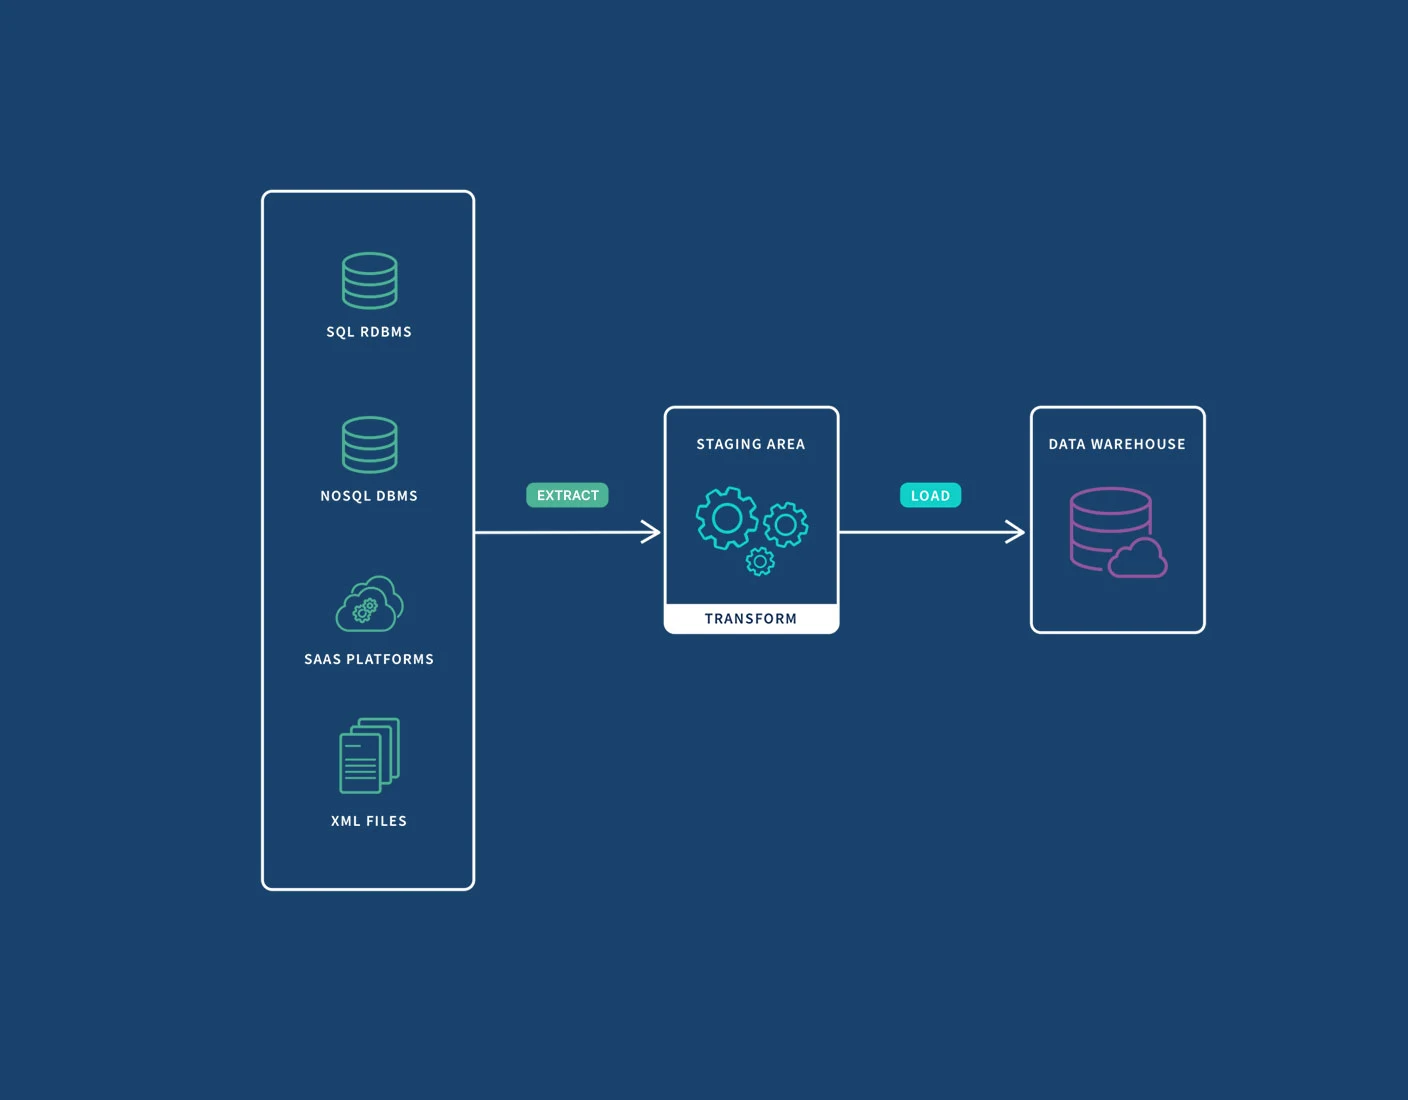 SQL RDBMS
NOSQL DBMS
SAAS PLATFORMS
XML FILES
EXTRACT
STAGING AREA
TRANSFORM
LOAD
DATA WAREHOUSE